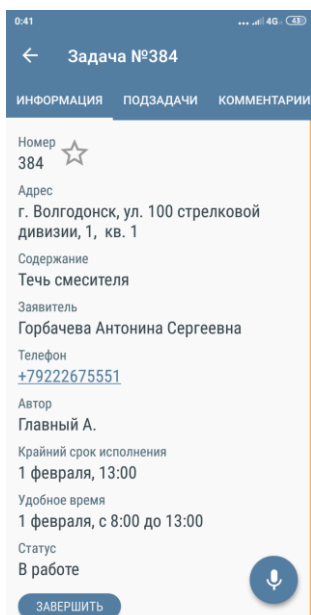 0:41
4G
43
Задача №384
ИНФОРМАЦИЯ ПОДЗАДАЧИ КОММЕНТАРИИ
Номер
384
Адрес
г. Волгодонск, ул. 100 стрелковой
дивизии, 1, кв. 1
Содержание
Течь смесителя
Заявитель
Горбачева Антонина Сергеевна
Телефон
+79222675551
Автор
Главный А.
Крайний срок исполнения
1 февраля, 13:00
Удобное время
1 февраля, с 8:00 до 13:00
Статус
В работе
ЗАВЕРШИТЬ